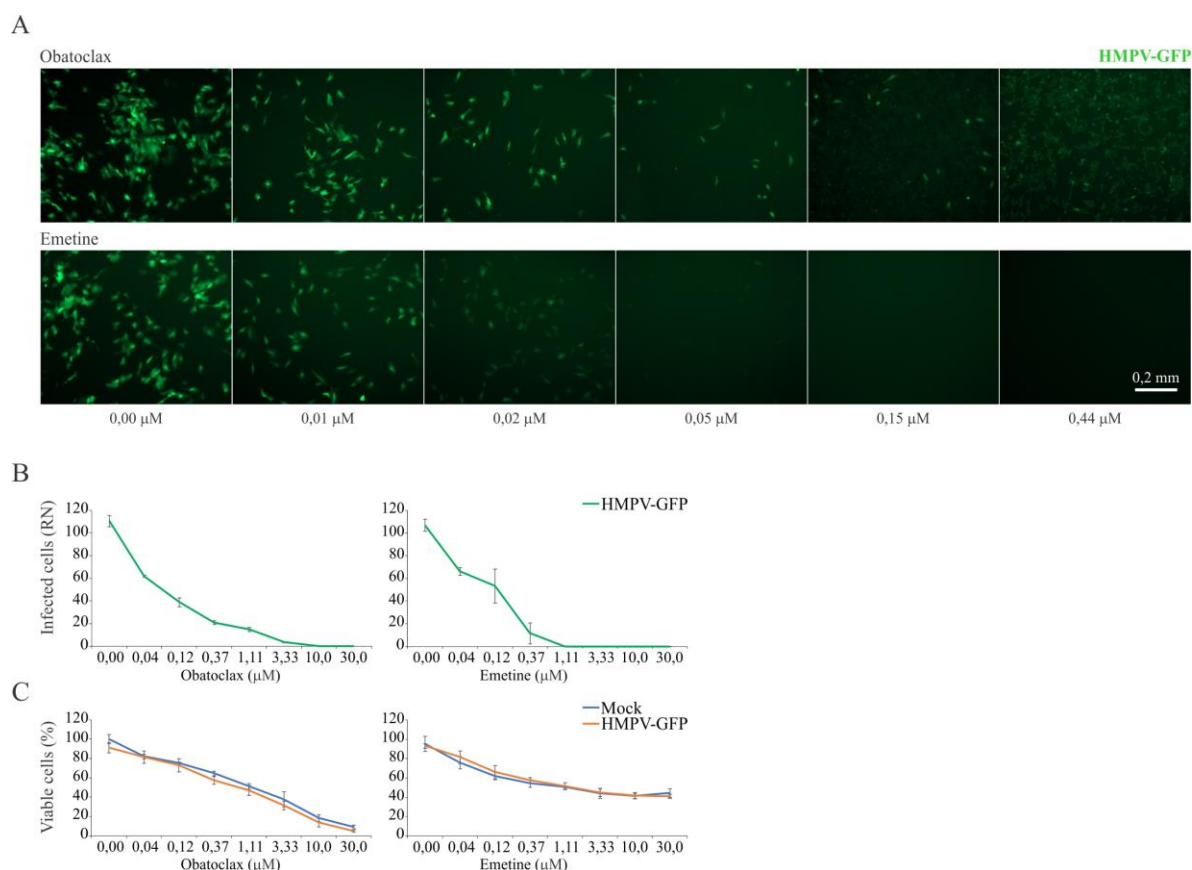 A
Obatoclax
HMPV-GFP
Emetine
0,2 mm
0,00 µM 0,01 µM 0,02 µM 0,05 µM 0,15 µM 0,44 µM
B
Infected cells (RN)
120
100
80
60
40
20
0
0,00 0,04 0,12 0,37 1,11 3,33 10,0 30,0
Obatoclax (µM)
HMPV-GFP
120
100
80
60
40
20
0
0,00 0,04 0,12 0,37 1,11 3,33 10,0 30,0
Emetine (µM)
C
Viable cells (%)
120
100
80
60
40
20
0
0,00 0,04 0,12 0,37 1,11 3,33 10,0 30,0
Obatoclax (µM)
Mock
HMPV-GFP
120
100
80
60
40
20
0
0,00 0,04 0,12 0,37 1,11 3,33 10,0 30,0
Emetine (µM)